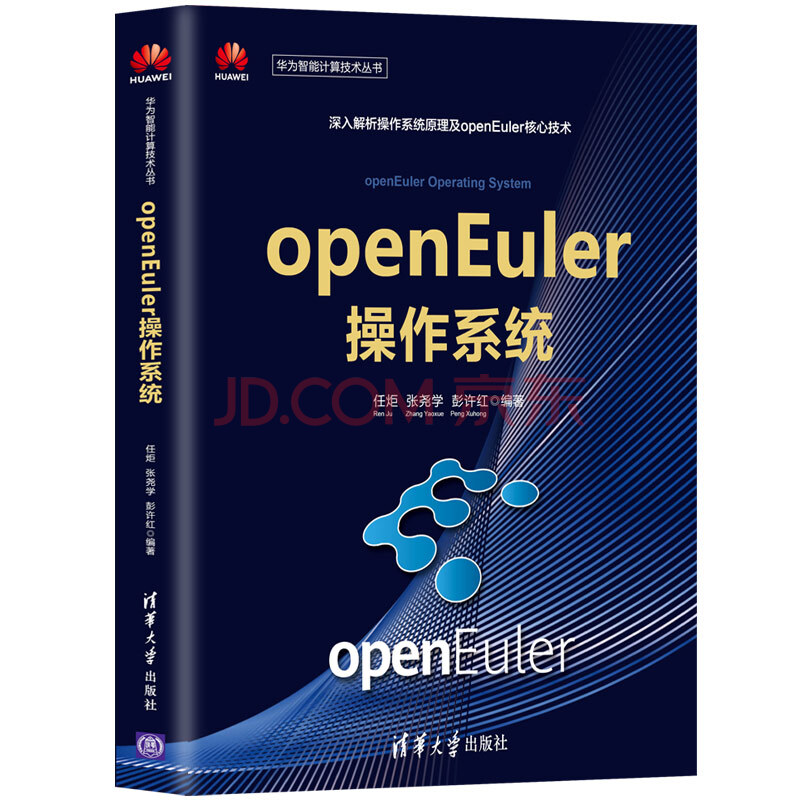 HUAWEI
华为智能计算技术丛书
openEuler操作系统
任炬 张尧学 彭许红◎编著
清华大学出版社
HUAWEI
华为智能计算技术丛书
深入解析操作系统原理及openEuler核心技术
openEuler Operating System
openEuler
操作系统
任炬 张尧学 彭许红◎编著
Ren Ju Zhang Yaoxue Peng Xuhong
JD.COM 京东
openEuler
清华大学出版社